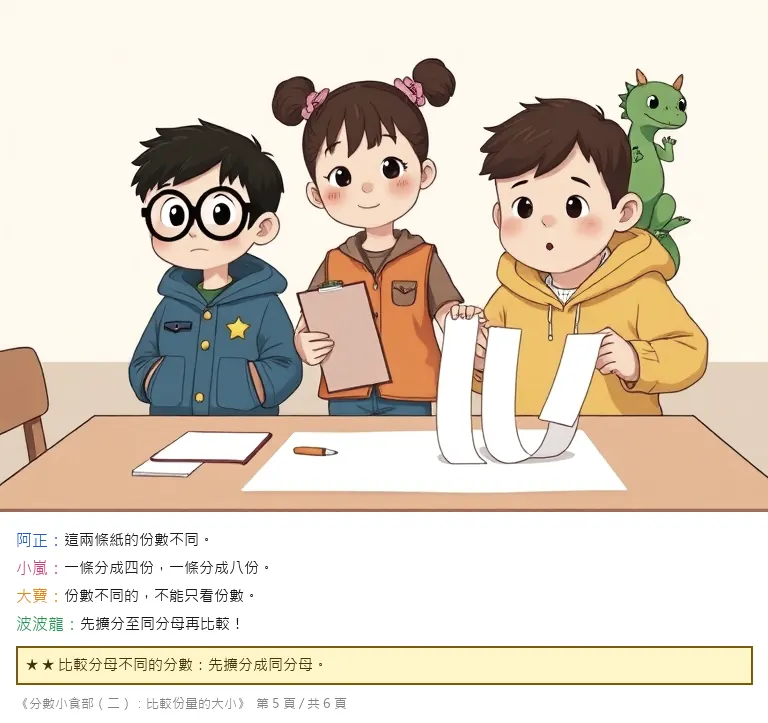 阿正：這兩條紙的份數不同。
小嵐：一條分成四份，一條分成八份。
大寶：份數不同的，不能只看份數。
波波龍：先擴分至同分母再比較！
★★比較分母不同的分數：先擴分成同分母。
《分數小食部（二）：比較份量的大小》 第 5 頁 / 共 6 頁